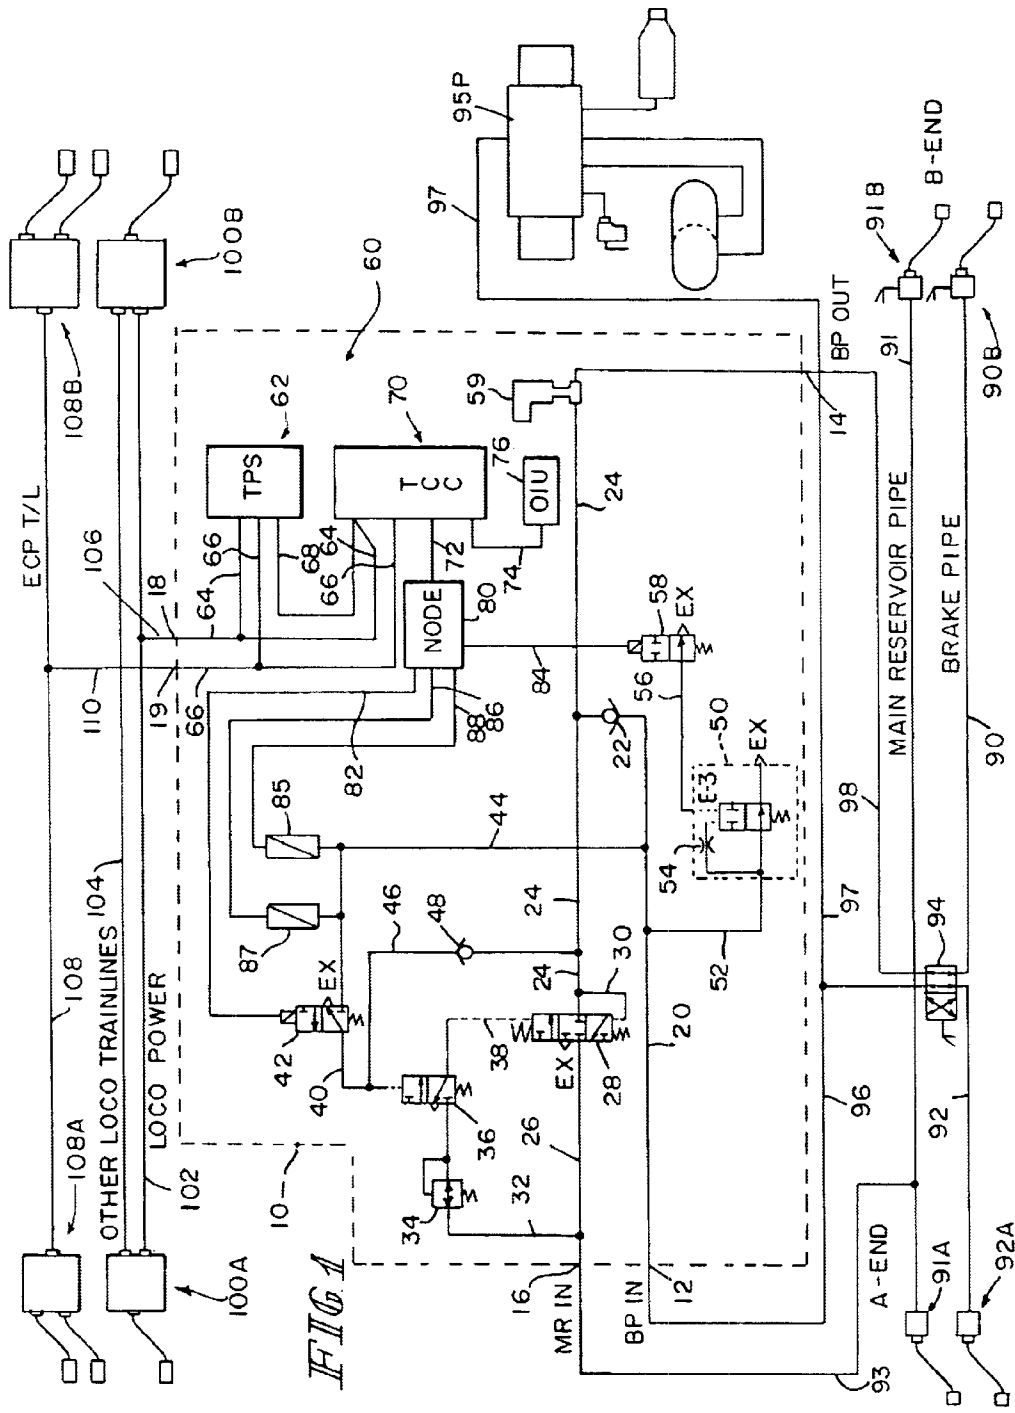 FIG 1
108A
108
ECP T/L
108B
OTHER LOCO TRAINLINES 104
LOCO POWER
102
100A
100B
110
106
19
18
10
60
66
64
66
68
TPS
62
64
66
TCC
70
72
74
OIU
76
NODE
80
82
84
88
86
85
87
42
EX
40
44
46
48
59
24
24
24
22
34
36
38
EX
28
30
32
26
16
MR IN
BP IN
12
20
52
54
E-3
50
EX
56
58
EX
14
BP OUT
95P
97
97
96
98
93
A-END
91A
92A
92
94
MAIN RESERVOIR PIPE
91
91B
B-END
BRAKE PIPE
90
90B